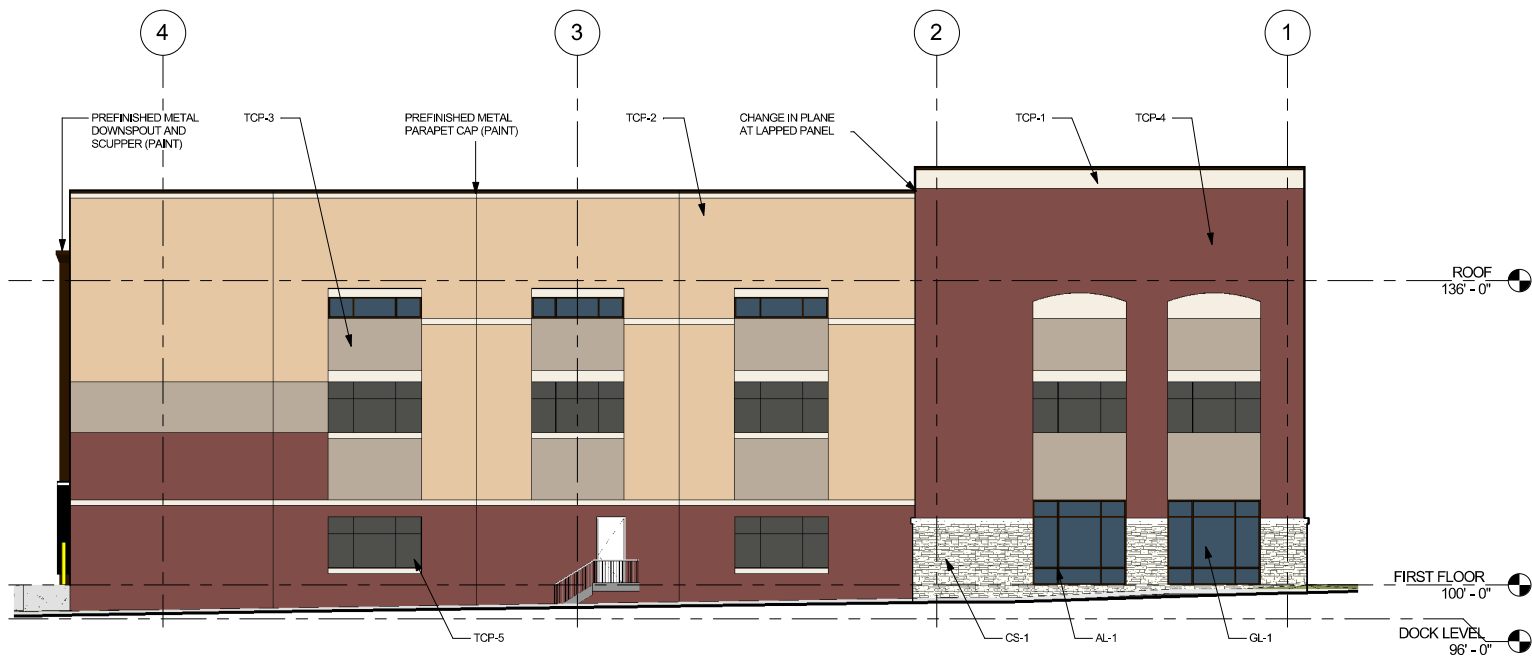 4
3
2
1
PREFINISHED METAL
DOWNSPOUT AND
SCUPPER (PAINT)
TCP-3
PREFINISHED METAL
PARAPET CAP (PAINT)
TCP-2
CHANGE IN PLANE
AT LAPPED PANEL
TCP-1
TCP-4
ROOF
136' - 0"
FIRST FLOOR
100' - 0"
TCP-5
CS-1
AL-1
GL-1
DOCK LEVEL
96' - 0"